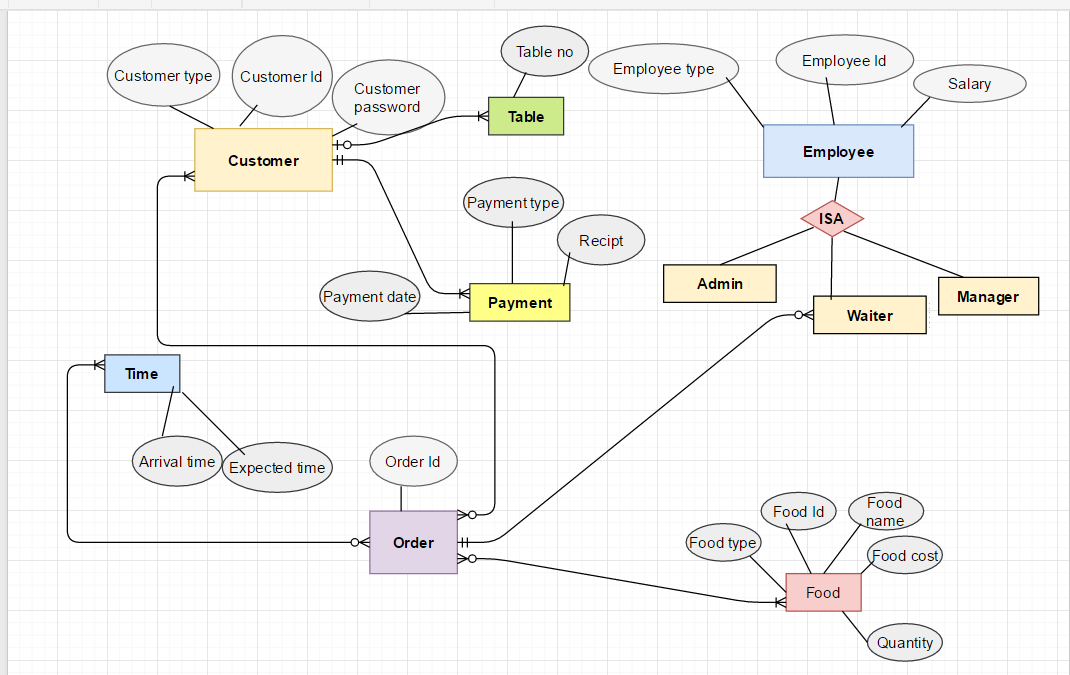 Table no
Customer type
Customer Id
Customer
password
Employee type
Employee Id
Salary
Table
Customer
Employee
Payment type
Recipt
ISA
Payment date
Payment
Admin
Waiter
Manager
Time
Arrival time
Expected time
Order Id
Order
Food type
Food Id
Food
name
Food cost
Food
Quantity